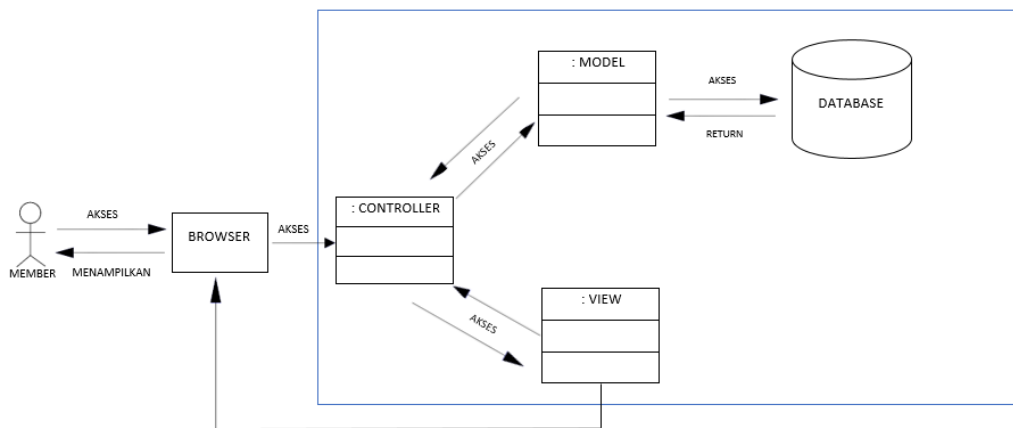 : MODEL
AKSES
DATABASE
RETURN
AKSES
: CONTROLLER
AKSES
BROWSER
AKSES
MEMBER
MENAMPILKAN
: VIEW
AKSES